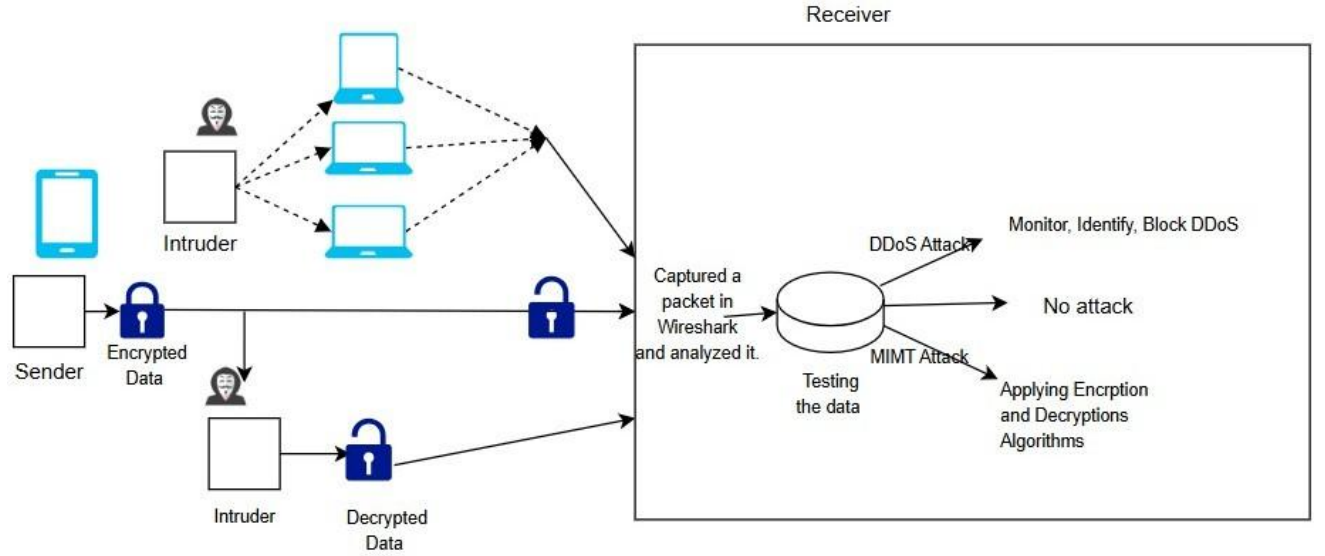 Receiver
Intruder
Sender
Encrypted
Data
Intruder
Decrypted
Data
Captured a
packet in
Wireshark
and analyzed it.
Testing
the data
DDoS Attack
Monitor, Identify, Block DDoS
No attack
MIMT Attack
Applying Encrption
and Decryptions
Algorithms